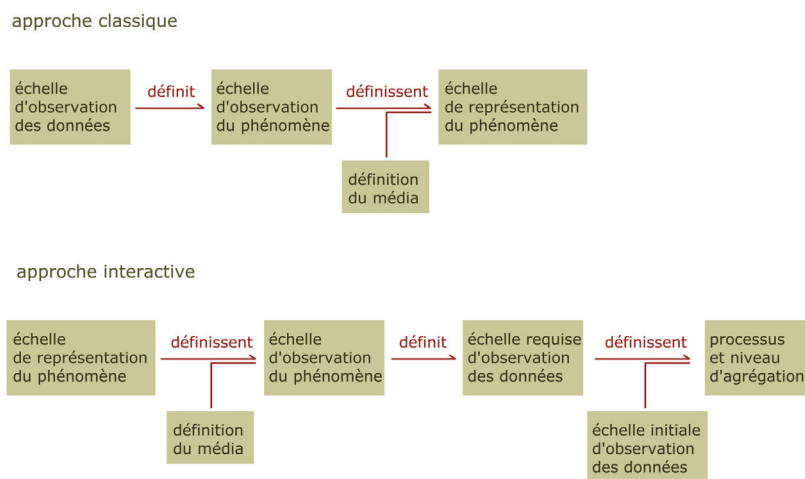 approche classique
échelle
d'observation
des données
définit
échelle
d'observation
du phénomène
définissent
échelle
de représentation
du phénomène
définition
du média
approche interactive
échelle
de représentation
du phénomène
définissent
échelle
d'observation
du phénomène
définit
échelle requise
d'observation
des données
définissent
processus
et niveau
d'agrégation
définition
du média
échelle initiale
d'observation
des données